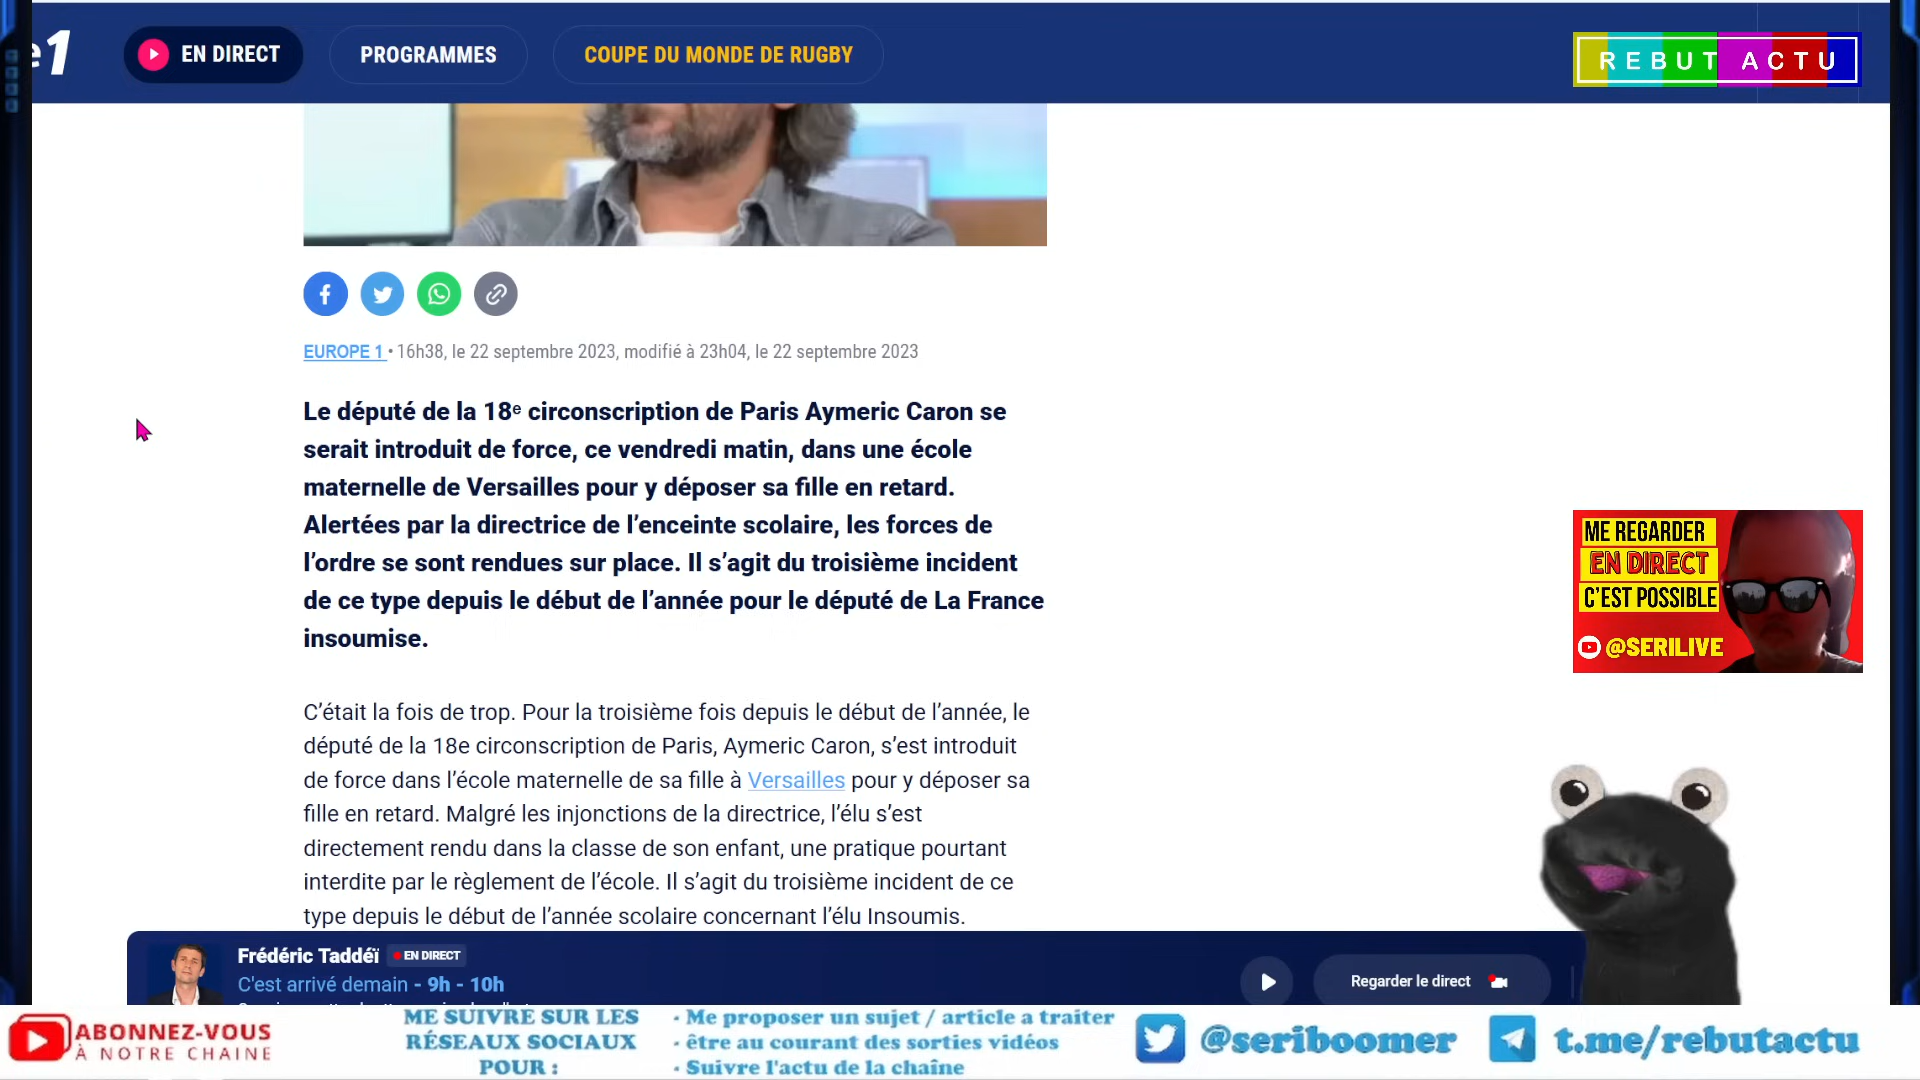 e1
EN DIRECT
PROGRAMMES
COUPE DU MONDE DE RUGBY
REBUT ACTU
EUROPE 1 • 16h38, le 22 septembre 2023, modifié à 23h04, le 22 septembre 2023
Le député de la 18e circonscription de Paris Aymeric Caron se
serait introduit de force, ce vendredi matin, dans une école
maternelle de Versailles pour y déposer sa fille en retard.
Alertées par la directrice de l’enceinte scolaire, les forces de
l’ordre se sont rendues sur place. Il s’agit du troisième incident
de ce type depuis le début de l’année pour le député de La France
insoumise.
ME REGARDER
EN DIRECT
C'EST POSSIBLE
@SERILIVE
C’était la fois de trop. Pour la troisième fois depuis le début de l’année, le
député de la 18e circonscription de Paris, Aymeric Caron, s’est introduit
de force dans l’école maternelle de sa fille à Versailles pour y déposer sa
fille en retard. Malgré les injonctions de la directrice, l’élu s’est
directement rendu dans la classe de son enfant, une pratique pourtant
interdite par le règlement de l’école. Il s’agit du troisième incident de ce
type depuis le début de l’année scolaire concernant l’élu Insoumis.
Frédéric Taddéï
EN DIRECT
C'est arrivé demain - 9h - 10h
Regarder le direct
ABONNEZ-VOUS
À NOTRE CHAINE
ME SUIVRE SUR LES
RÉSEAUX SOCIAUX
POUR :
- Me proposer un sujet / article a traiter
- être au courant des sorties vidéos
- Suivre l'actu de la chaîne
@seriboomer
t.me/rebutactu